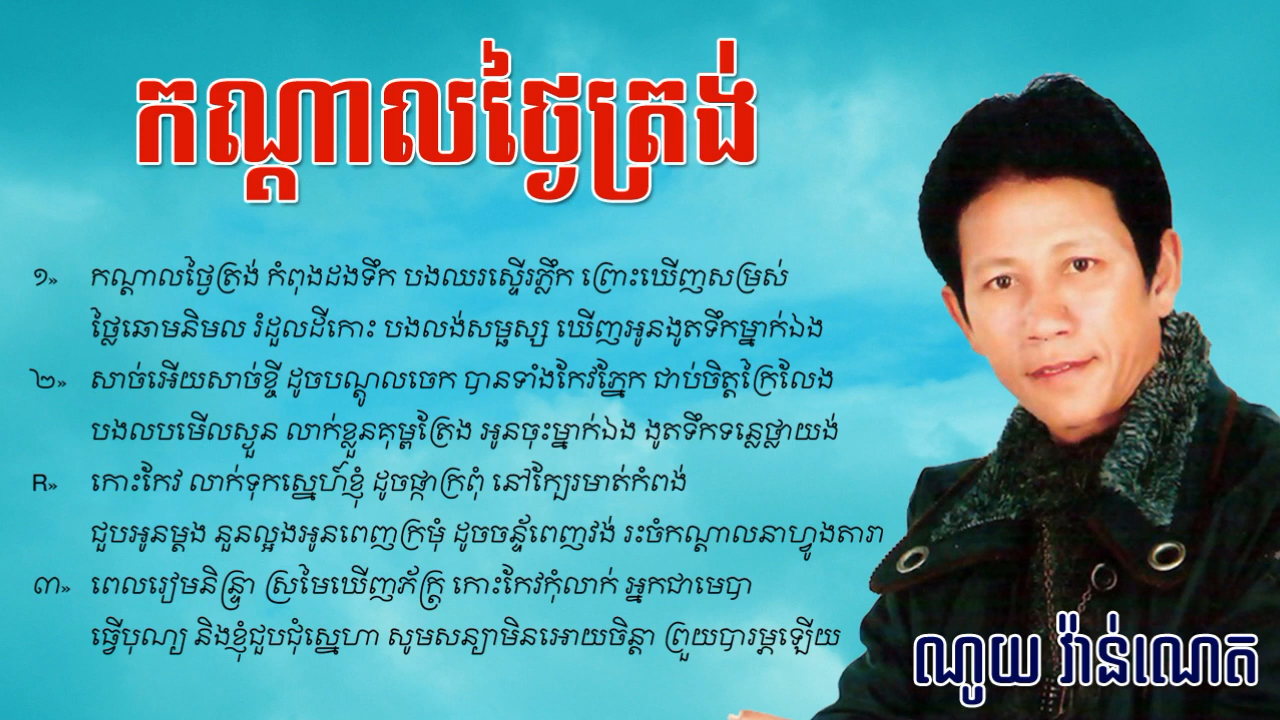 កណ្ដាលថ្ងៃត្រង់
១» កណ្ដាលថ្ងៃត្រង់ កំពុងដងទឹក បងឈរស្ទើរភ្លឹក ព្រោះឃើញសម្រស់
ថ្លៃឆោមនិមល រំដួលដីកោះ បងលង់សម្ផស្ស ឃើញអូនងូតទឹកម្នាក់ឯង
២» សាច់អើយសាច់ខ្ចី ដូចបណ្ដូលចេក បានទាំងកែវភ្នែក ជាប់ចិត្តក្រៃលែង
បងលបមើលស្ងួន លាក់ខ្លួនគុម្ពត្រែង អូនចុះម្នាក់ឯង ងូតទឹកទន្លេថ្លាយង់
R» កោះកែវ លាក់ទុកស្នេហ៍ខ្ញុំ ដូចផ្កាក្រពុំ នៅក្បែរមាត់កំពង់
ជួបអូនម្ដង នួនល្អងអូនពេញក្រមុំ ដូចចន្ទ័ពេញវង់ រះចំកណ្ដាលនាហ្វូងតារា
៣» ពេលរៀមនិន្ទ្រា ស្រមៃឃើញភ័ក្ត្រ កោះកែវកុំលាក់ អ្នកជាមេបា
ធ្វើបុណ្យ និងខ្ញុំជួបជុំស្នេហា សូមសន្យាមិនអោយចិន្ដា ព្រួយបារម្ភឡើយ
ណូយ វ៉ាន់ណេត